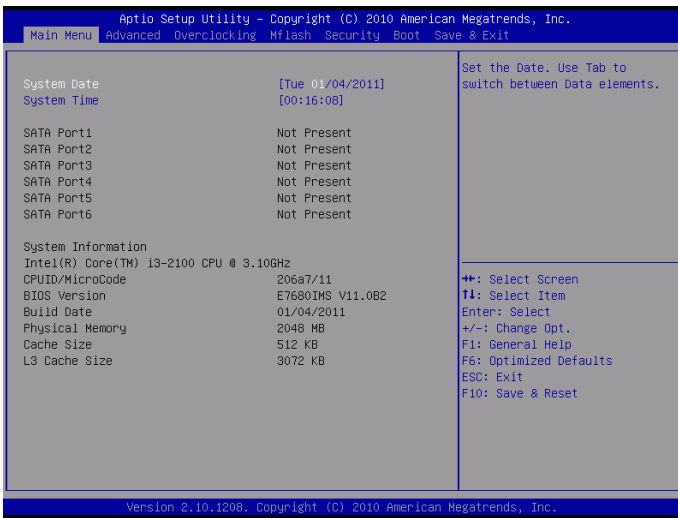 Aptio Setup Utility – Copyright (C) 2010 American Megatrends, Inc.
Main Menu Advanced Overclocking Mflash Security Boot Save & Exit
System Date [Tue 01/04/2011]
System Time [00:16:08]
SATA Port1 Not Present
SATA Port2 Not Present
SATA Port3 Not Present
SATA Port4 Not Present
SATA Port5 Not Present
SATA Port6 Not Present
System Information
Intel(R) Core(TM) i3-2100 CPU @ 3.10GHz
CPUID/MicroCode 206a7/11
BIOS Version E7680IMS V11.0B2
Build Date 01/04/2011
Physical Memory 2048 MB
Cache Size 512 KB
L3 Cache Size 3072 KB
Set the Date. Use Tab to
switch between Data elements.
→←: Select Screen
↑↓: Select Item
Enter: Select
+/-: Change Opt.
F1: General Help
F6: Optimized Defaults
ESC: Exit
F10: Save & Reset
Version 2.10.1208. Copyright (C) 2010 American Megatrends, Inc.